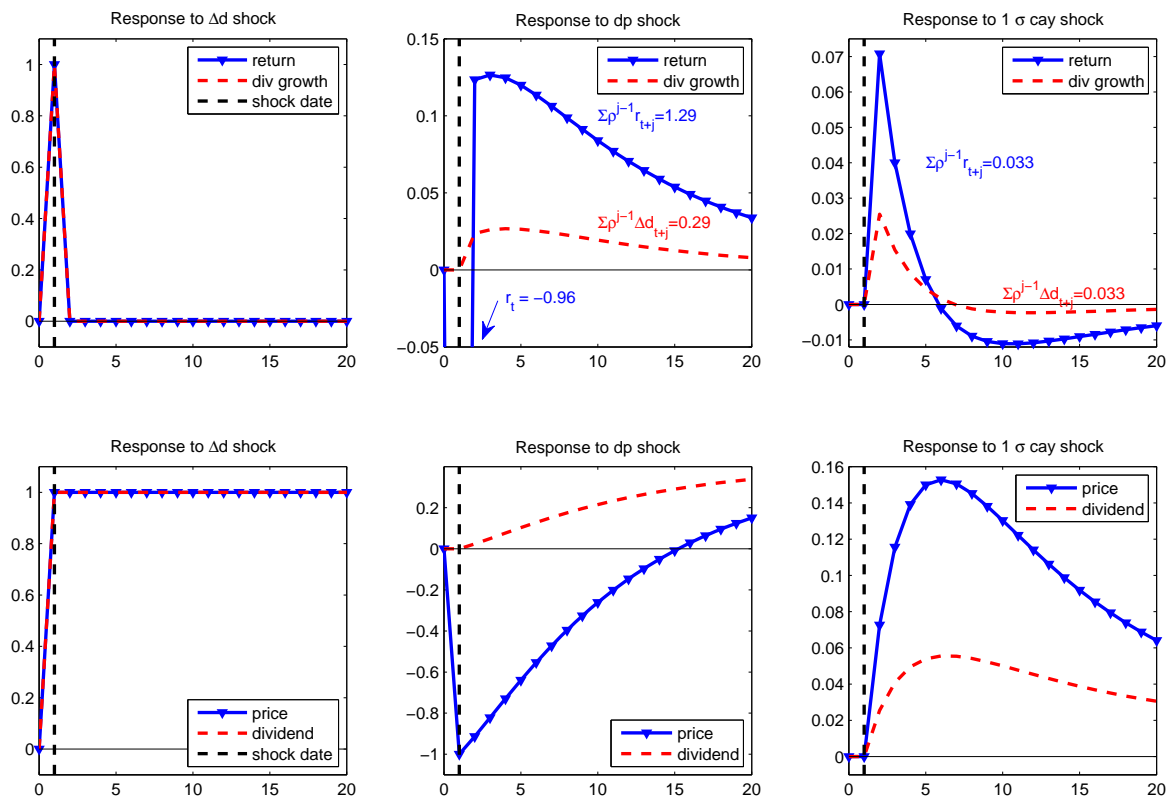 Response to Δd shock
1
0.8
0.6
0.4
0.2
0
0
5
10
15
20
return
div growth
shock date
Response to dp shock
0.15
0.1
0.05
0
−0.05
0
5
10
15
20
return
div growth
Σρ^{j-1}r_{t+j}=1.29
Σρ^{j-1}Δd_{t+j}=0.29
r_t = −0.96
Response to 1 σ cay shock
0.07
0.06
0.05
0.04
0.03
0.02
0.01
0
−0.01
0
5
10
15
20
return
div growth
Σρ^{j-1}r_{t+j}=0.033
Σρ^{j-1}Δd_{t+j}=0.033
Response to Δd shock
1
0.8
0.6
0.4
0.2
0
0
5
10
15
20
price
dividend
shock date
Response to dp shock
0.2
0
−0.2
−0.4
−0.6
−0.8
−1
0
5
10
15
20
price
dividend
Response to 1 σ cay shock
0.16
0.14
0.12
0.1
0.08
0.06
0.04
0.02
0
0
5
10
15
20
price
dividend